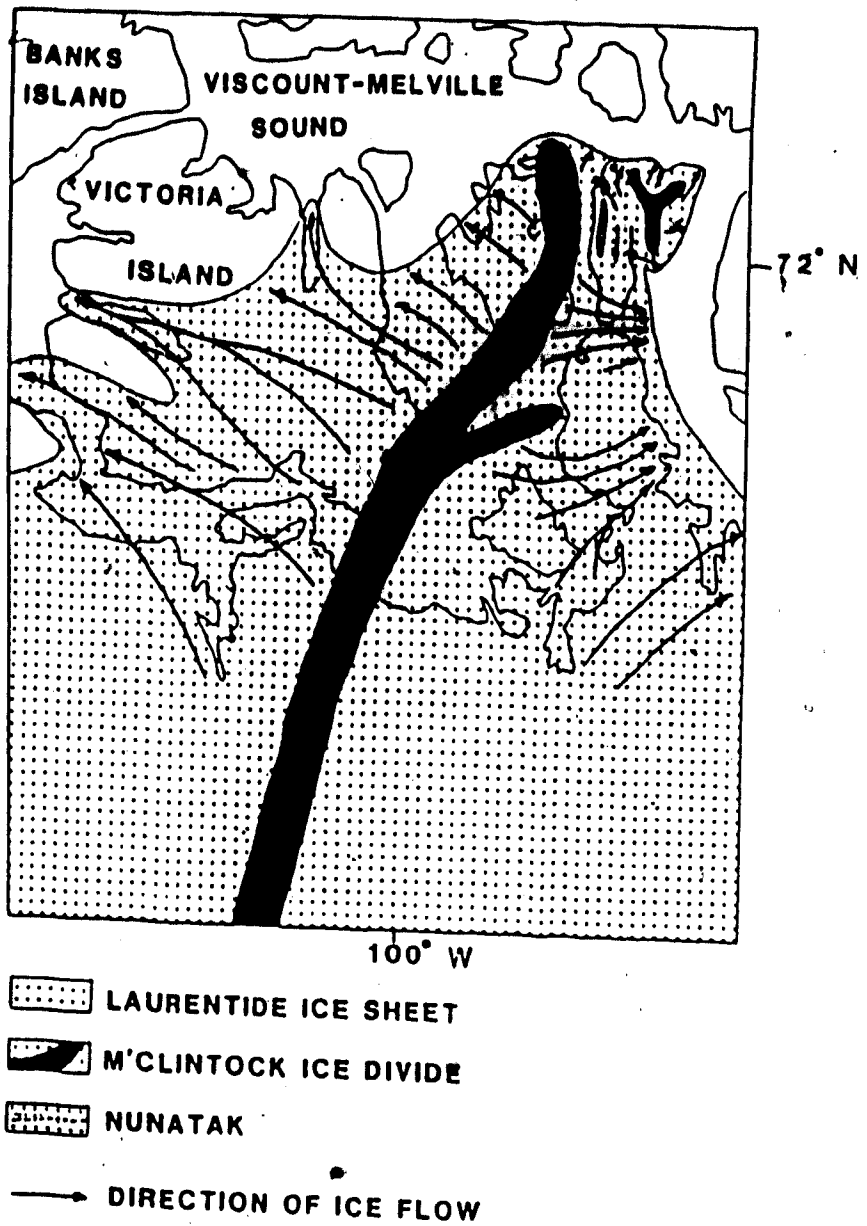 BANKS
ISLAND
VISCOUNT-MELVILLE
SOUND
VICTORIA
ISLAND
72° N
100° W
LAURENTIDE ICE SHEET
M'CLINTOCK ICE DIVIDE
NUNATAK
DIRECTION OF ICE FLOW